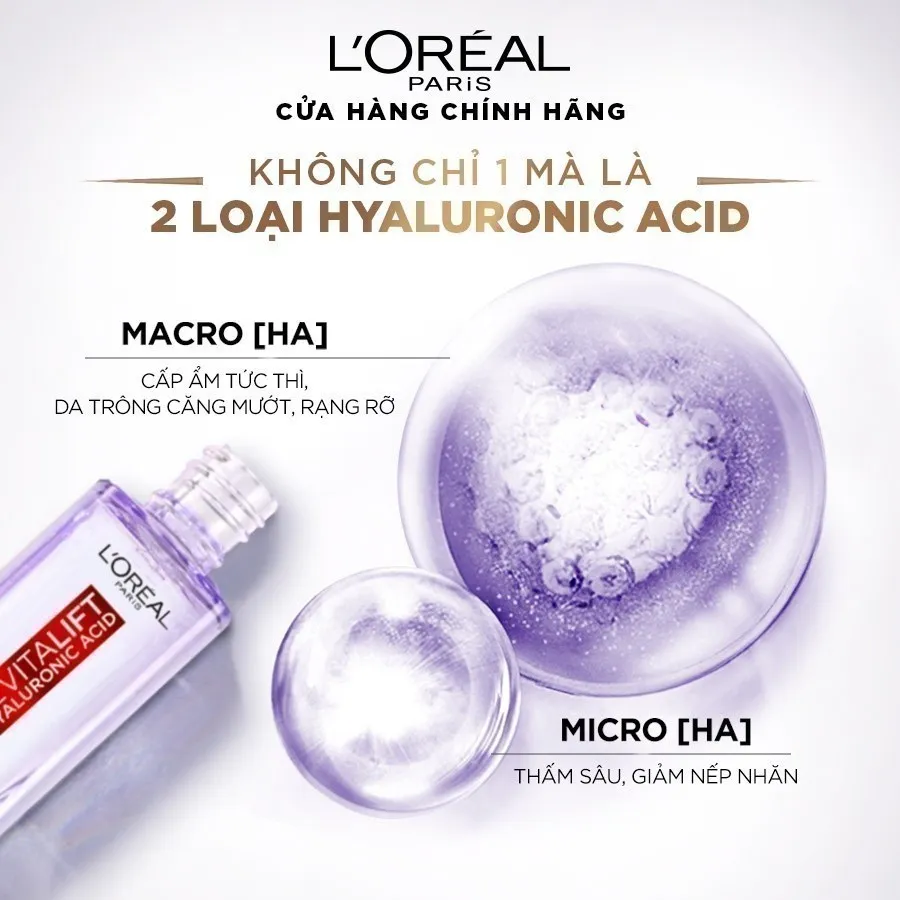 L'ORÉAL
PARiS
CỬA HÀNG CHÍNH HÃNG
KHÔNG CHỈ 1 MÀ LÀ
2 LOẠI HYALURONIC ACID
MACRO [HA]
CẤP ẨM TỨC THÌ,
DA TRÔNG CĂNG MƯỚT, RẠNG RỠ
L'ORÉAL
PARiS
VITALIFT
YALURONIC ACID
MICRO [HA]
THẤM SÂU, GIẢM NẾP NHĂN